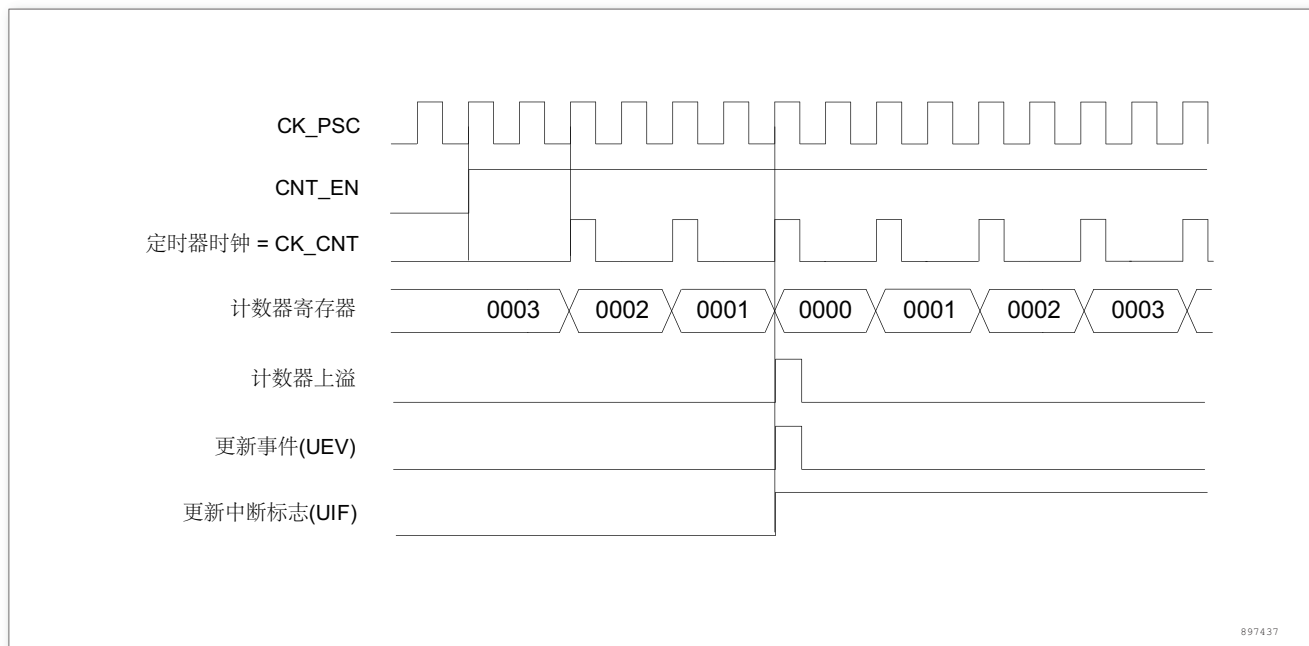 CK_PSC
CNT_EN
定时器时钟 = CK_CNT
计数器寄存器 0003 0002 0001 0000 0001 0002 0003
计数器上溢
更新事件(UEV)
更新中断标志(UIF)
897437